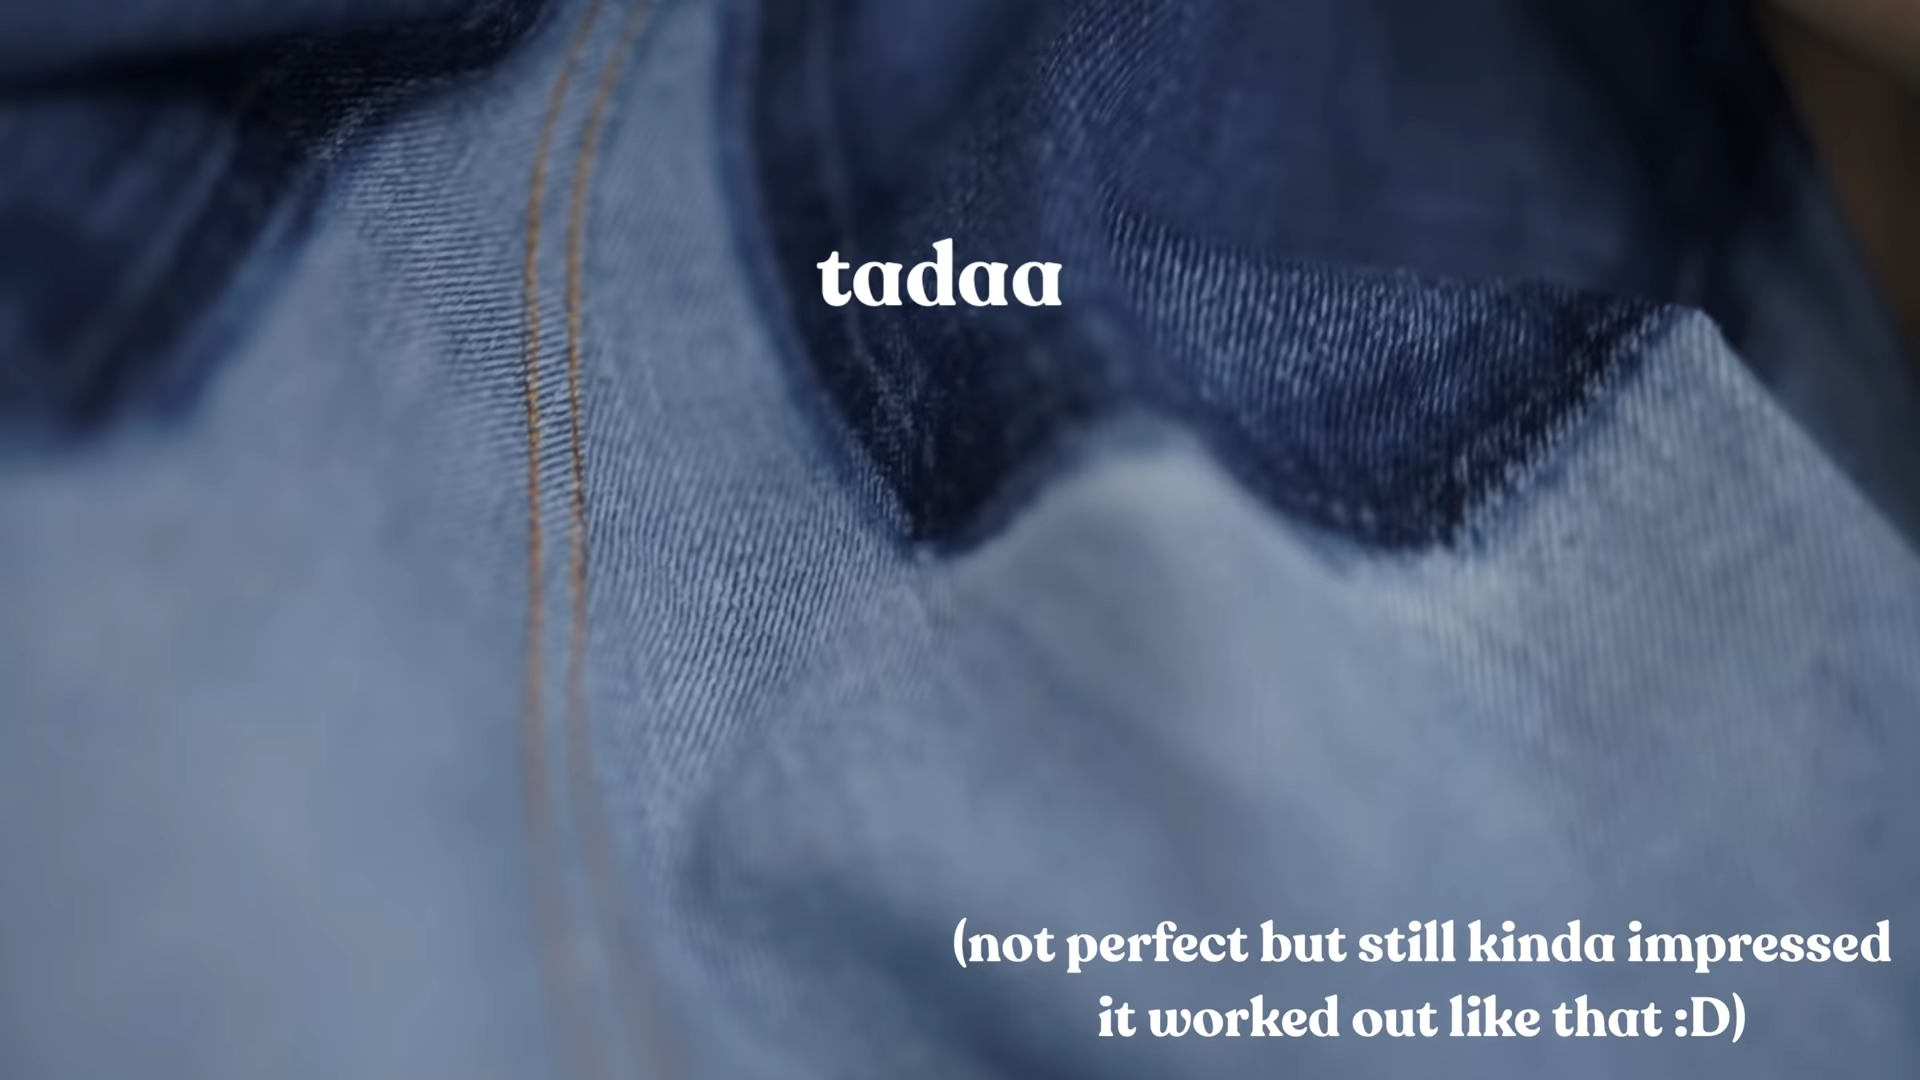 tadaa
(not perfect but still kinda impressed
it worked out like that :D)